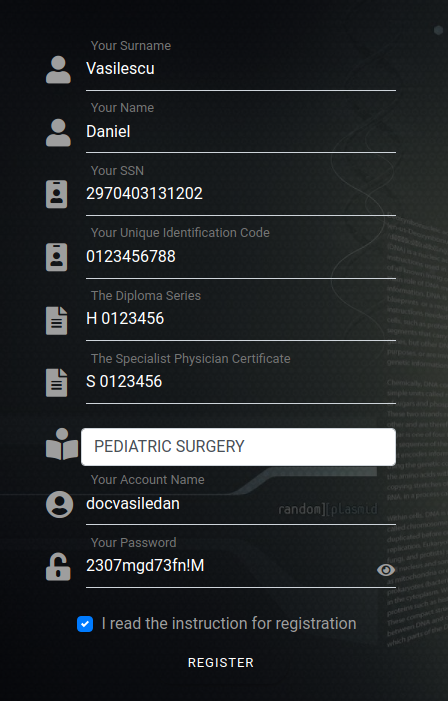 Your Surname
Vasilescu
Your Name
Daniel
Your SSN
2970403131202
Your Unique Identification Code
0123456788
The Diploma Series
H 0123456
The Specialist Physician Certificate
S 0123456
PEDIATRIC SURGERY
Your Account Name
docvasiledan
random][plasmid
Your Password
2307mgd73fn!M
I read the instruction for registration
REGISTER